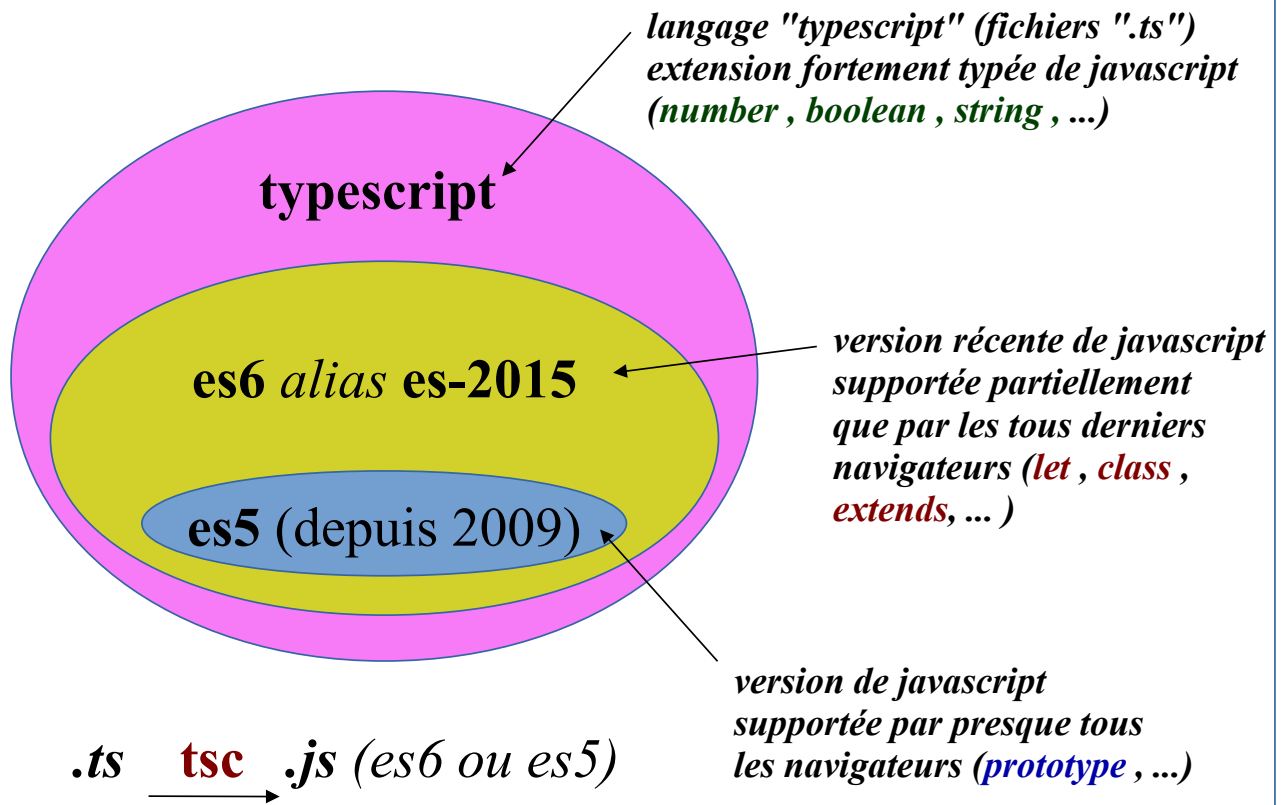 langage "typescript" (fichiers ".ts")
extension fortement typée de javascript
(number , boolean , string , ...)
typescript
es6 alias es-2015
version récente de javascript
supportée partiellement
que par les tous derniers
navigateurs (let , class ,
extends, ... )
es5 (depuis 2009)
version de javascript
supportée par presque tous
les navigateurs (prototype , ...)
.ts tsc .js (es6 ou es5)